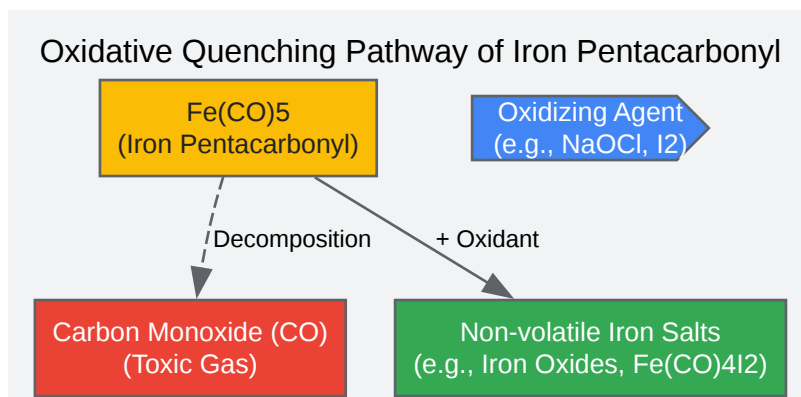 Oxidative Quenching Pathway of Iron Pentacarbonyl
Fe(CO)5
(Iron Pentacarbonyl)
Oxidizing Agent
(e.g., NaOCl, I2)
Decomposition
+ Oxidant
Carbon Monoxide (CO)
(Toxic Gas)
Non-volatile Iron Salts
(e.g., Iron Oxides, Fe(CO)4I2)